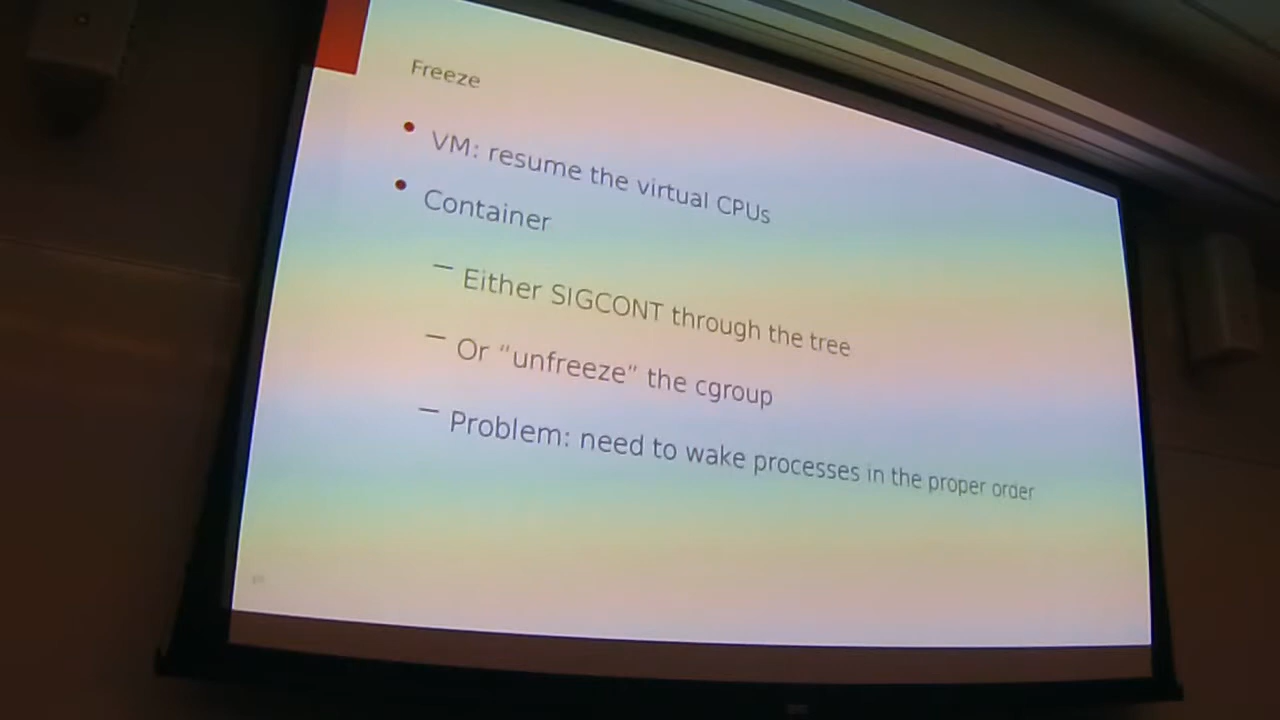 Freeze
• VM: resume the virtual CPUs
• Container
– Either SIGCONT through the tree
– Or “unfreeze” the cgroup
– Problem: need to wake processes in the proper order